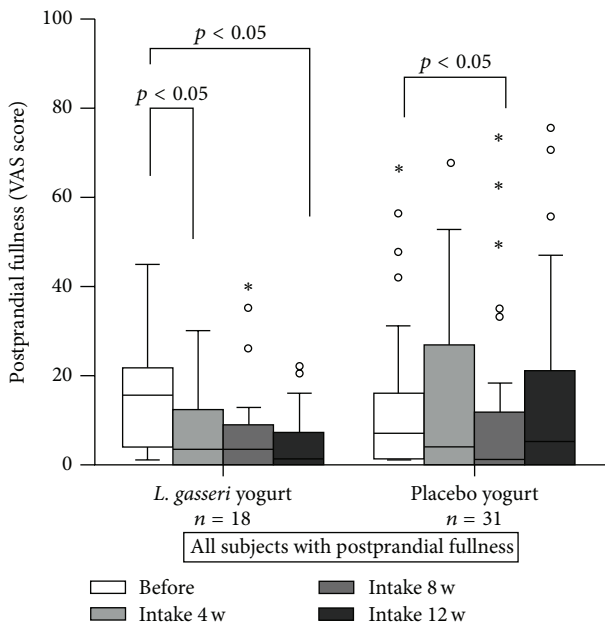 100
80
60
40
20
0
Postprandial fullness (VAS score)
p < 0.05
p < 0.05
p < 0.05
*
*
*
*
*
L. gasseri yogurt
n = 18
Placebo yogurt
n = 31
All subjects with postprandial fullness
Before
Intake 4 w
Intake 8 w
Intake 12 w